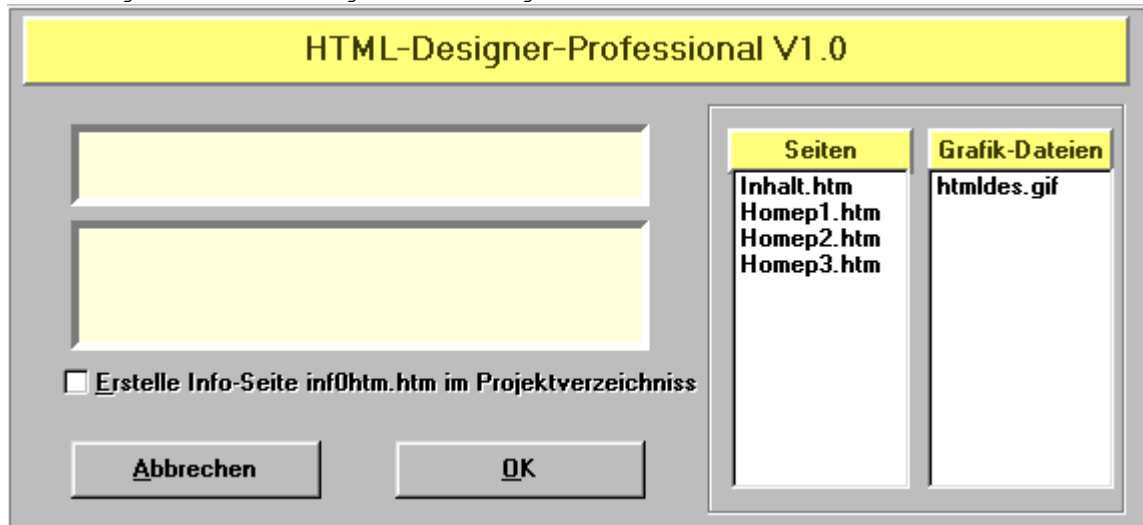 HTML-Designer-Professional V1.0
Seiten
Grafik-Dateien
Inhalt.htm
Homep1.htm
Homep2.htm
Homep3.htm
htmldes.gif
Erstelle Info-Seite inf0htm.htm im Projektverzeichniss
Abbrechen
OK